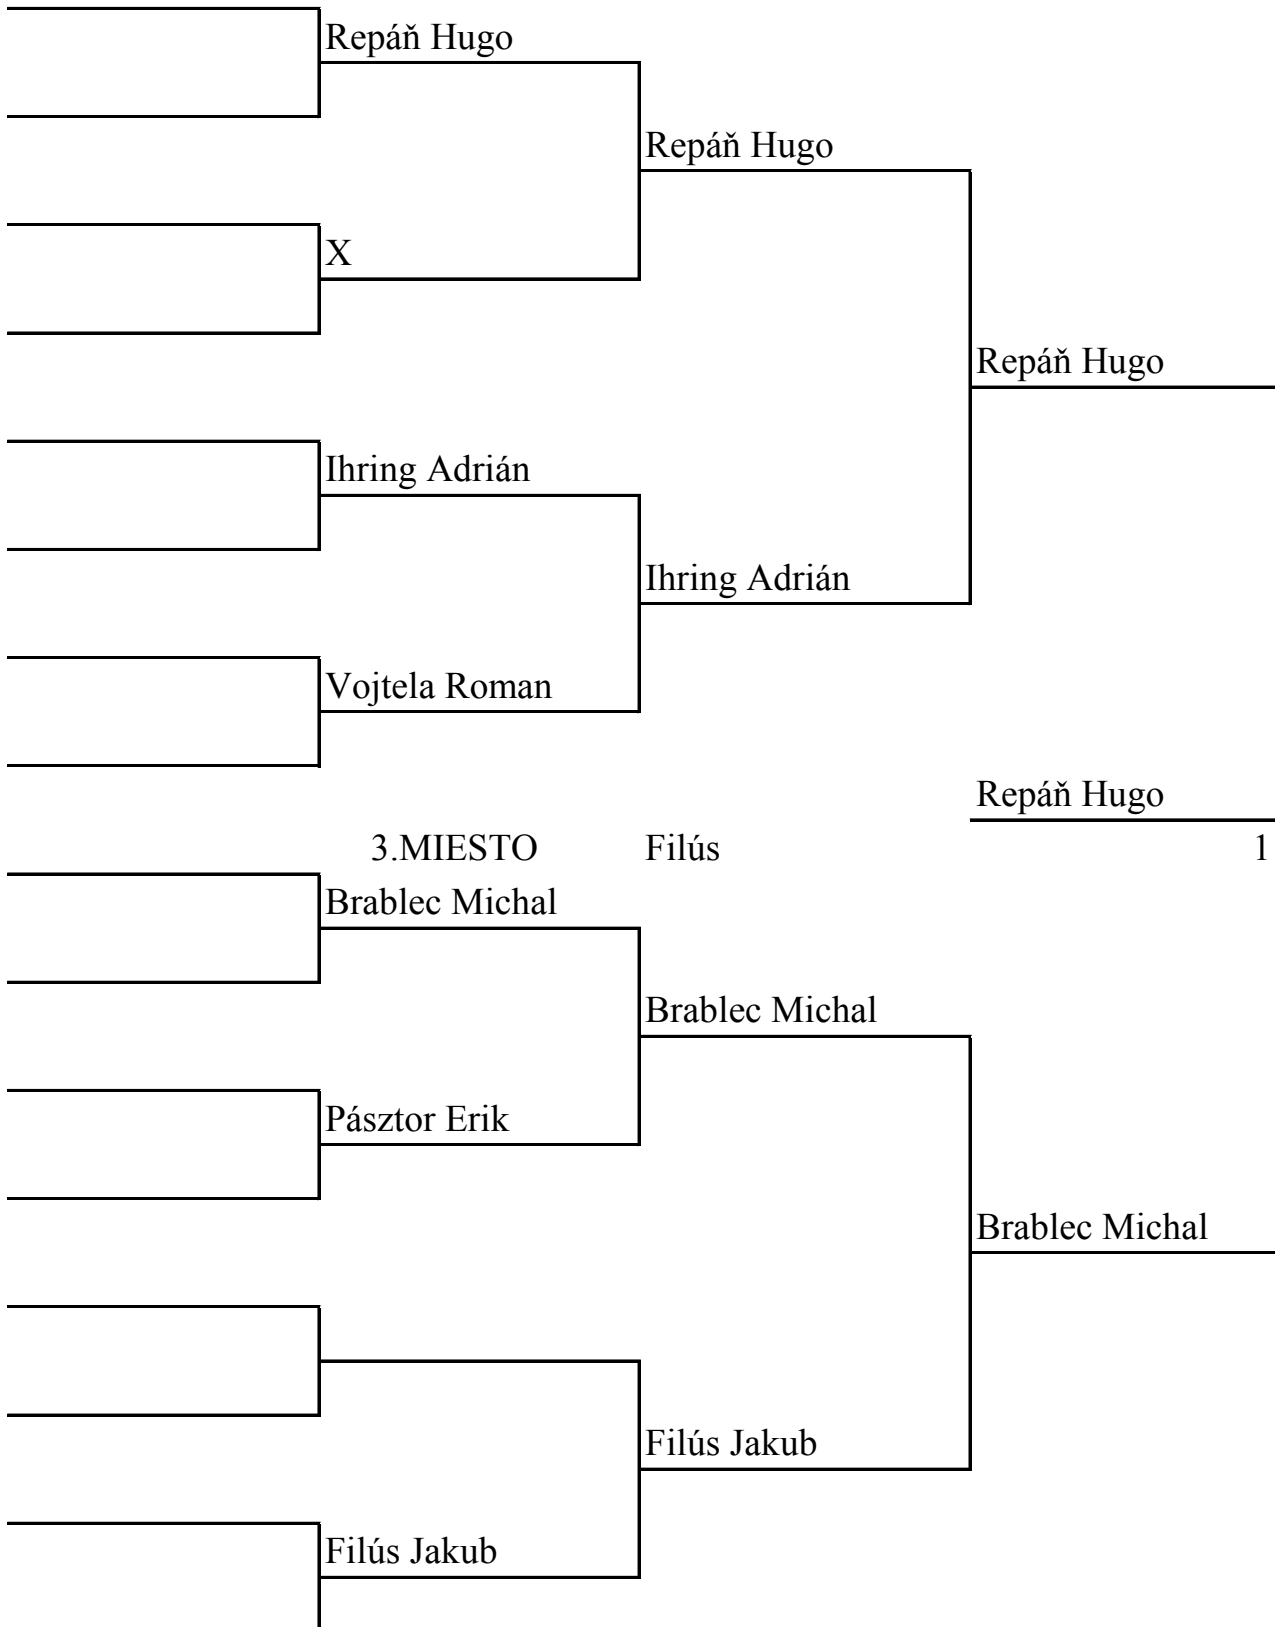 Repáň Hugo
Repáň Hugo
X
Repáň Hugo
Ihring Adrián
Ihring Adrián
Vojtela Roman
Repáň Hugo
3.MIESTO Filús 1
Brablec Michal
Brablec Michal
Pásztor Erik
Brablec Michal
Filús Jakub
Filús Jakub